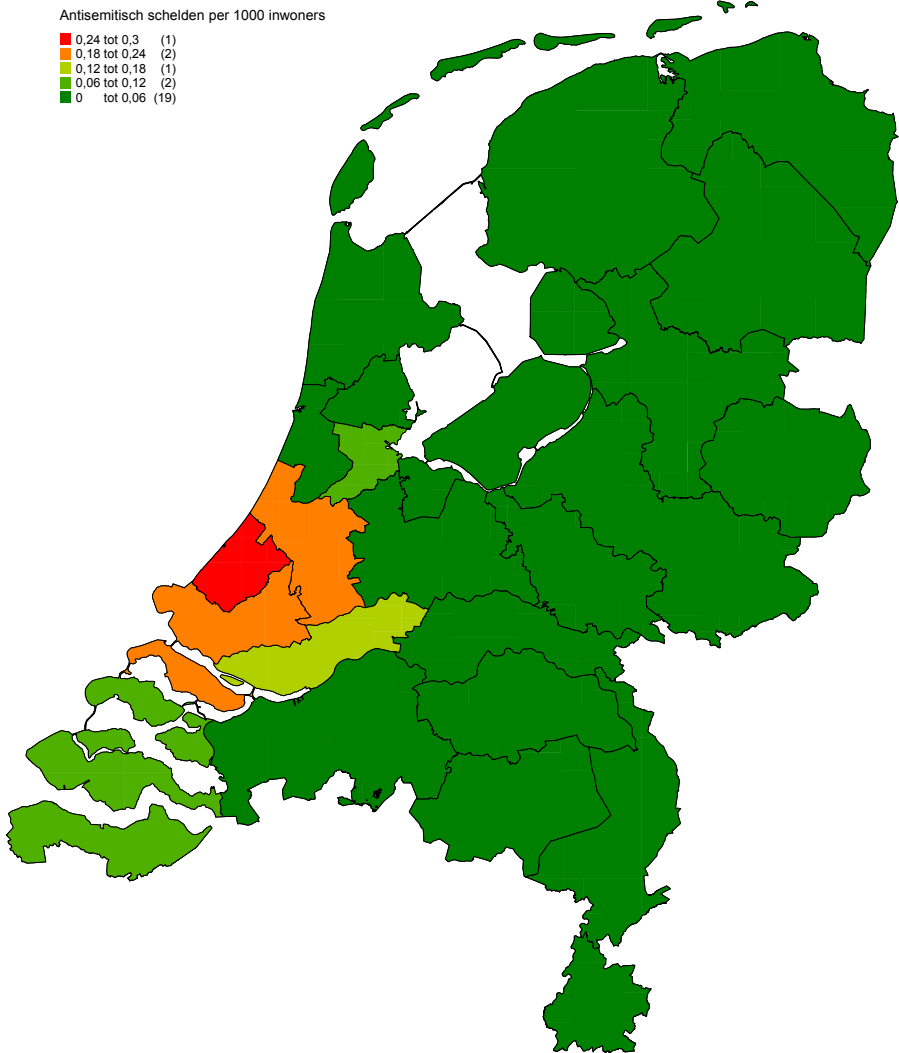 Antisemitisch schelden per 1000 inwoners
0,24 tot 0,3 (1)
0,18 tot 0,24 (2)
0,12 tot 0,18 (1)
0,06 tot 0,12 (2)
0 tot 0,06 (19)